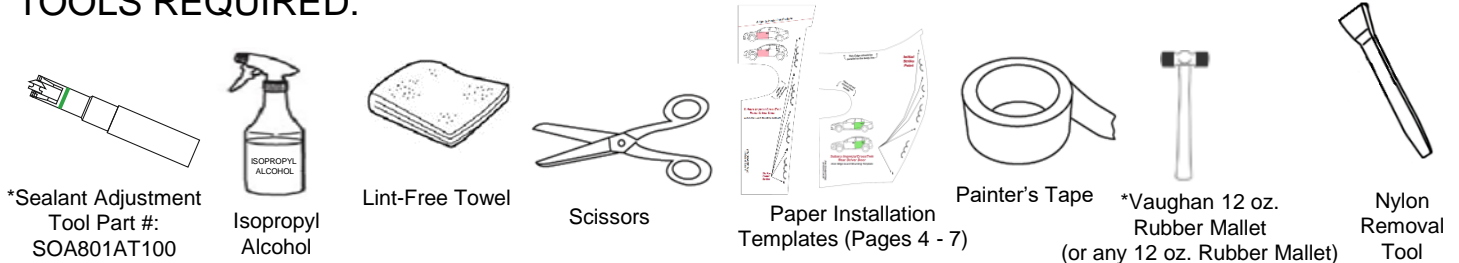 TOOLS REQUIRED:
ISOPROPYL
ALCOHOL
*Sealant Adjustment
Tool Part #:
SOA801AT100
Isopropyl
Alcohol
Lint-Free Towel
Scissors
Paper Installation
Templates (Pages 4 - 7)
Painter's Tape
*Vaughan 12 oz.
Rubber Mallet
(or any 12 oz. Rubber Mallet)
Nylon
Removal
Tool